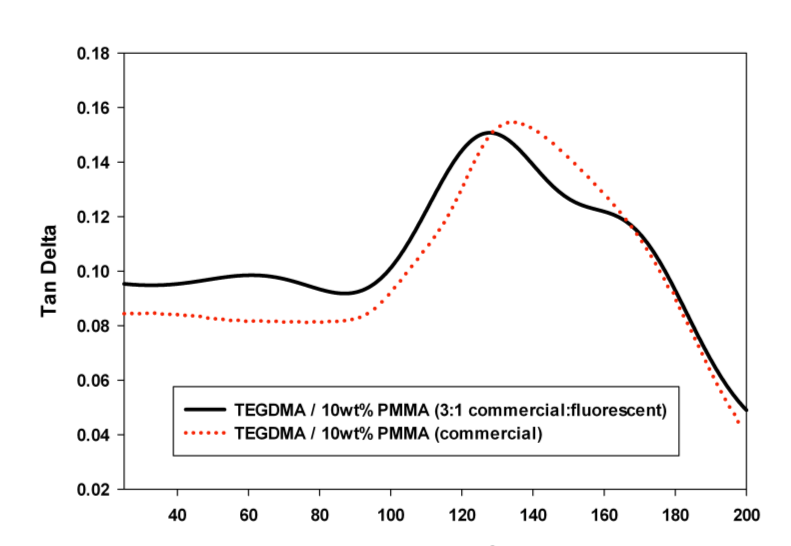 0.18
0.16
0.14
0.12
0.10
0.08
0.06
0.04
0.02
Tan Delta
TEGDMA / 10wt% PMMA (3:1 commercial:fluorescent)
TEGDMA / 10wt% PMMA (commercial)
40 60 80 100 120 140 160 180 200